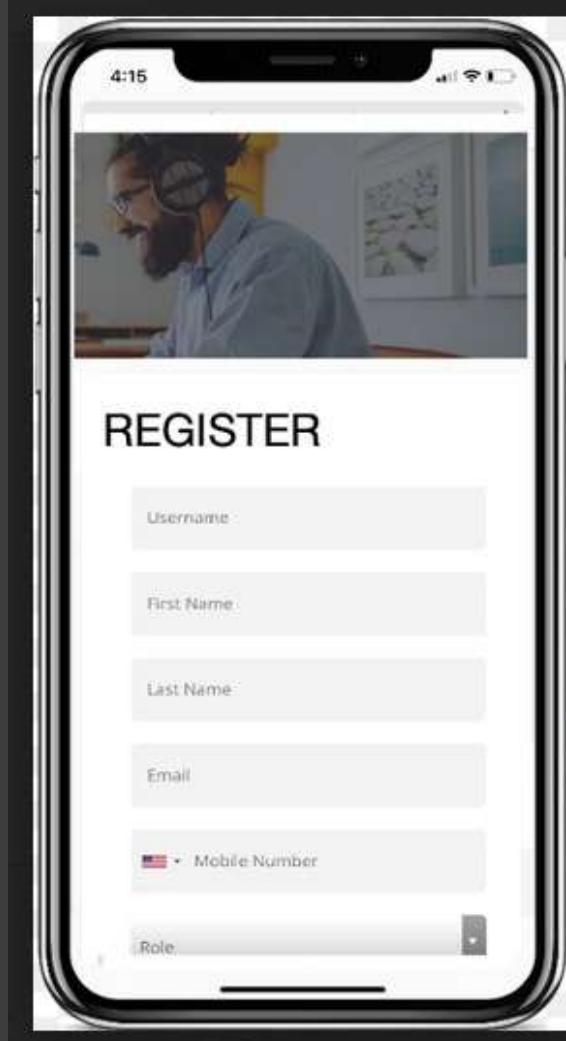 4:15
REGISTER
Username
First Name
Last Name
Email
Mobile Number
Role